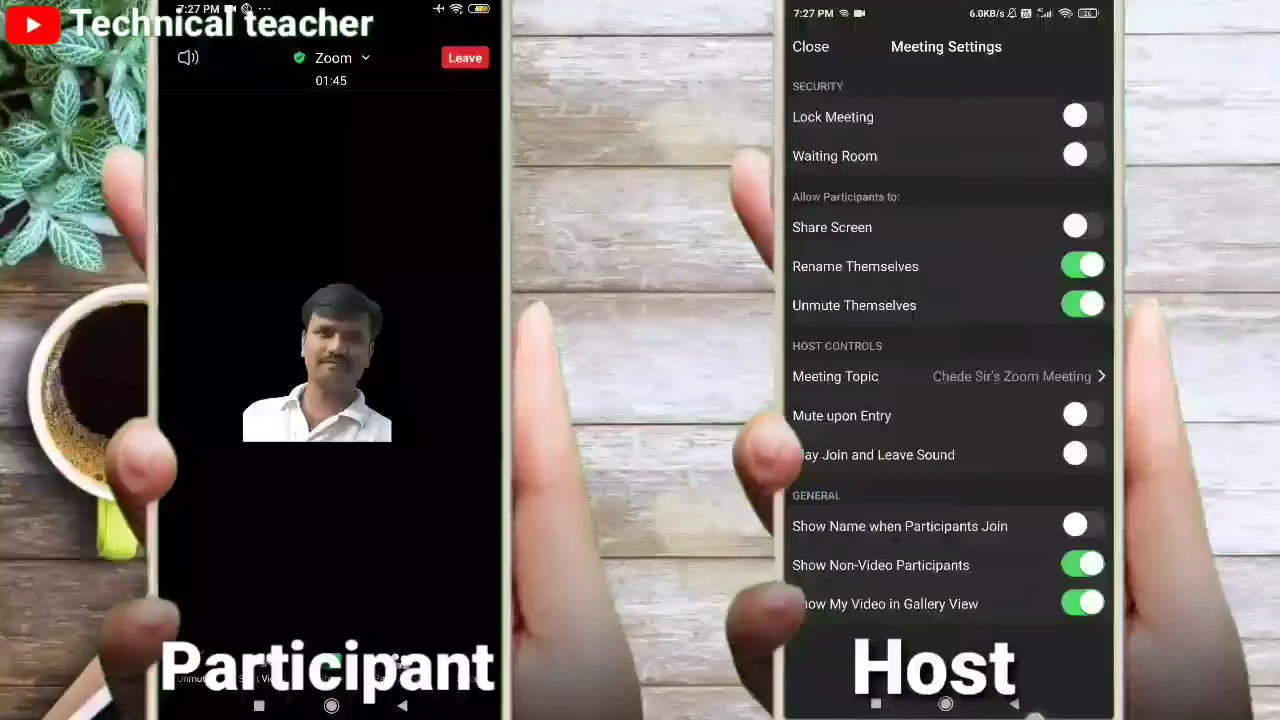 Technical teacher
7:27 PM
Zoom
Leave
01:45
Participant
7:27 PM
6.0KB/s
26
Close
Meeting Settings
SECURITY
Lock Meeting
Waiting Room
Allow Participants to:
Share Screen
Rename Themselves
Unmute Themselves
HOST CONTROLS
Meeting Topic
Chede Sir's Zoom Meeting
Mute upon Entry
Play Join and Leave Sound
GENERAL
Show Name when Participants Join
Show Non-Video Participants
Show My Video in Gallery View
Host